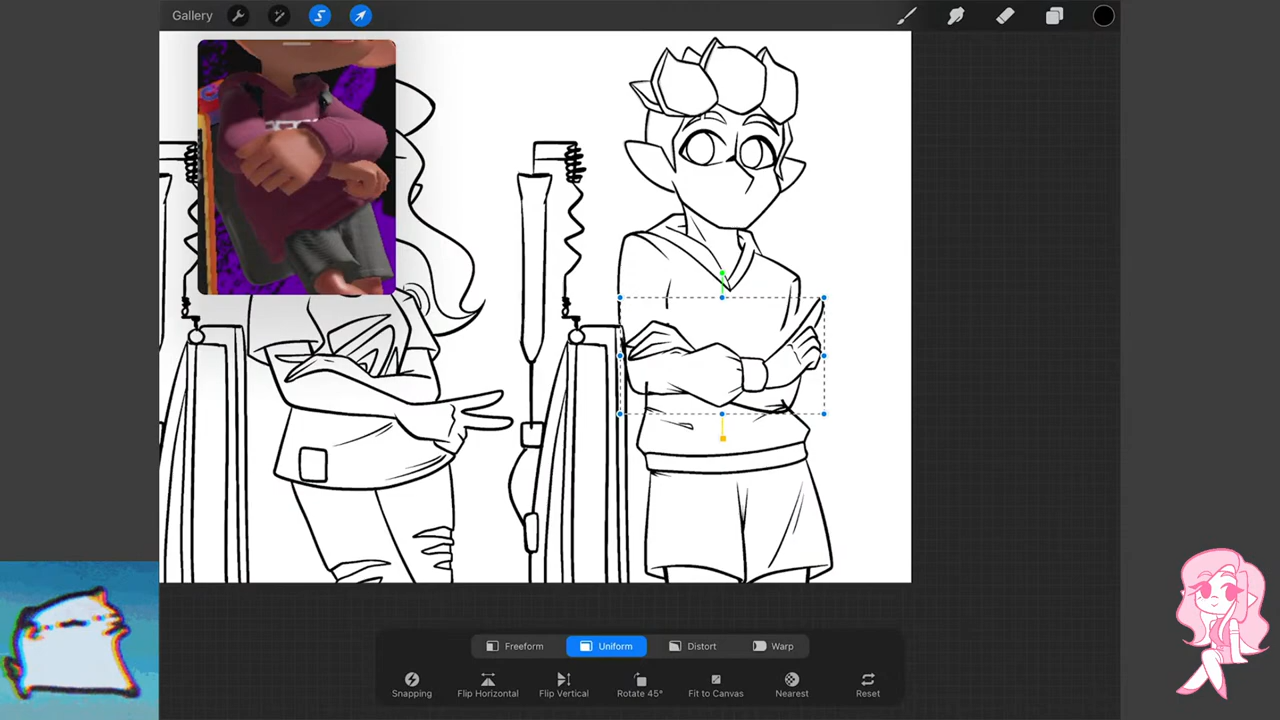 Gallery
Freeform
Uniform
Distort
Warp
Snapping
Flip Horizontal
Flip Vertical
Rotate 45°
Fit to Canvas
Nearest
Reset